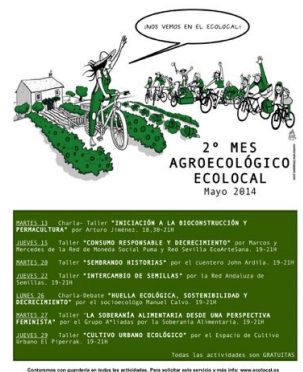 ¡NOS VEMOS EN EL ECOLOCAL!
2º MES
AGROECOLÓGICO
ECOLOCAL
Mayo 2014
MARTES 13 Charla- Taller "INICIACIÓN A LA BIOCONSTRUCCIÓN Y
PERMACULTURA" por Arturo Jiménez. 18,30-21H
JUEVES 15 Taller "CONSUMO RESPONSABLE Y DECRECIMIENTO" por Marcos y
Mercedes de la Red de Moneda Social Puma y Red Sevilla EcoArtesana. 19-21H
MARTES 20 Taller "SEMBRANDO HISTORIAS" por el cuentero John Ardila. 19-21H
JUEVES 22 Taller "INTERCAMBIO DE SEMILLAS" por la Red Andaluza de
Semillas. 19-21H
LUNES 26 Charla-Debate "HUELLA ECOLÓGICA, SOSTENIBILIDAD Y
DECRECIMIENTO" por el socioecólogo Manuel Calvo. 19-21H
MARTES 27 Taller "LA SOBERANÍA ALIMENTARIA DESDE UNA PERSPECTIVA
FEMINISTA" por el Grupo A*liadas por la Soberanía Alimentaria. 19-21H
JUEVES 29 Taller "CULTIVO URBANO ECOLÓGICO" por el Espacio de Cultivo
Urbano El Piperrak. 19-21H
Todas las actividades son GRATUITAS
Contaremos con guardería en todas las actividades. Para solicitar este servicio y más info: www.ecolocal.es